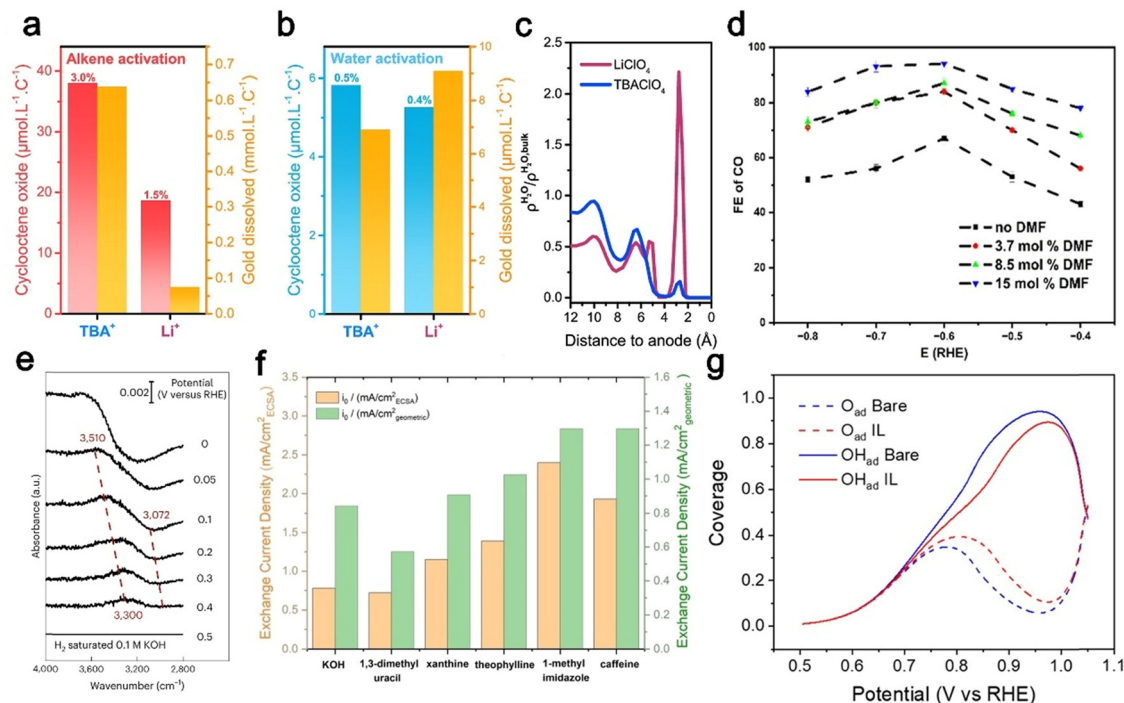 a
Alkene activation
3.0%
1.5%
Cyclooctene oxide (μmol.L⁻¹.C⁻¹)
40
30
20
10
0
Gold dissolved (mmol.L⁻¹.C⁻¹)
0.7
0.6
0.5
0.4
0.3
0.2
0.1
0.0
TBA⁺
Li⁺
b
Water activation
0.5%
0.4%
Cyclooctene oxide (μmol.L⁻¹.C⁻¹)
6
4
2
0
Gold dissolved (μmol.L⁻¹.C⁻¹)
10
8
6
4
2
0
TBA⁺
Li⁺
c
LiClO₄
TBAClO₄
ρ^H₂O/ρ^H₂O,bulk
2.5
2.0
1.5
1.0
0.5
0.0
12 10 8 6 4 2 0
Distance to anode (Å)
d
FE of CO
100
80
60
40
20
0
no DMF
3.7 mol % DMF
8.5 mol % DMF
15 mol % DMF
−0.8 −0.7 −0.6 −0.5 −0.4
E (RHE)
e
0.002
Potential
(V versus RHE)
3,510
0
0.05
0.1
3,072
0.2
0.3
0.4
3,300
0.5
H₂ saturated 0.1 M KOH
Absorbance (a.u.)
4,000 3,600 3,200 2,800
Wavenumber (cm⁻¹)
f
i₀ / (mA/cm²ECSA)
i₀ / (mA/cm²geometric)
Exchange Current Density (mA/cm²ECSA)
3.5
3.0
2.5
2.0
1.5
1.0
0.5
0.0
Exchange Current Density (mA/cm²geometric)
1.6
1.4
1.2
1.0
0.8
0.6
0.4
0.2
0.0
KOH 1,3-dimethyl xanthine theophylline 1-methyl caffeine
uracil imidazole
g
Oad Bare
Oad IL
OHad Bare
OHad IL
Coverage
1.0
0.8
0.6
0.4
0.2
0.0
0.5 0.6 0.7 0.8 0.9 1.0 1.1
Potential (V vs RHE)